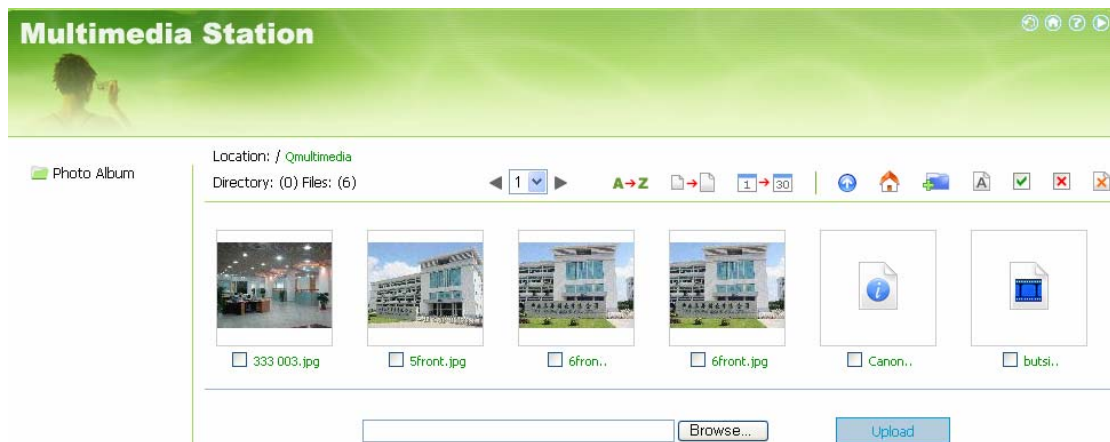 Multimedia Station
Photo Album
Location: / Qmultimedia
Directory: (0) Files: (6)
1
A→Z
1→30
A
333 003.jpg
5front.jpg
6fron..
6front.jpg
Canon..
butsi..
Browse...
Upload